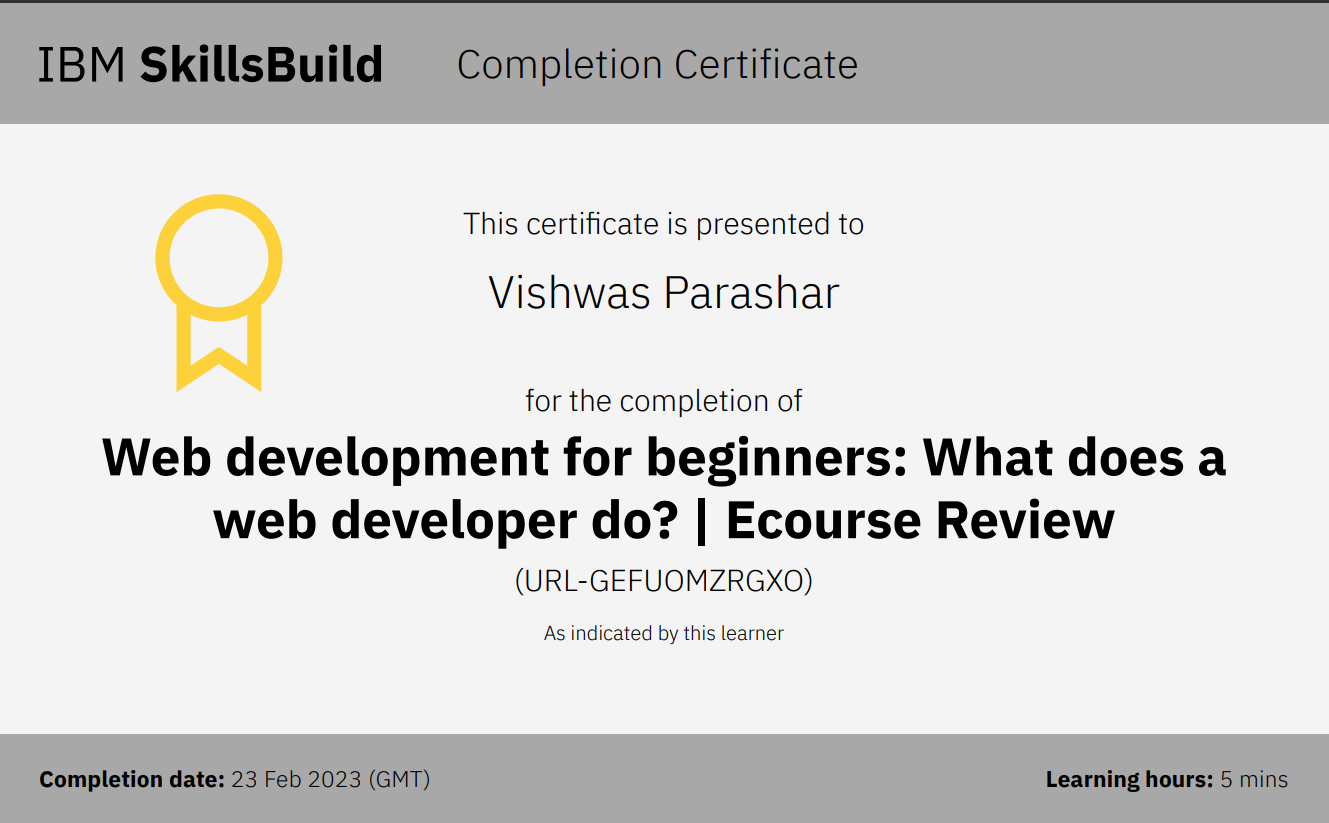 IBM SkillsBuild Completion Certificate
This certificate is presented to
Vishwas Parashar
for the completion of
Web development for beginners: What does a
web developer do? | Ecourse Review
(URL-GEFUOMZRGXO)
As indicated by this learner
Completion date: 23 Feb 2023 (GMT) Learning hours: 5 mins